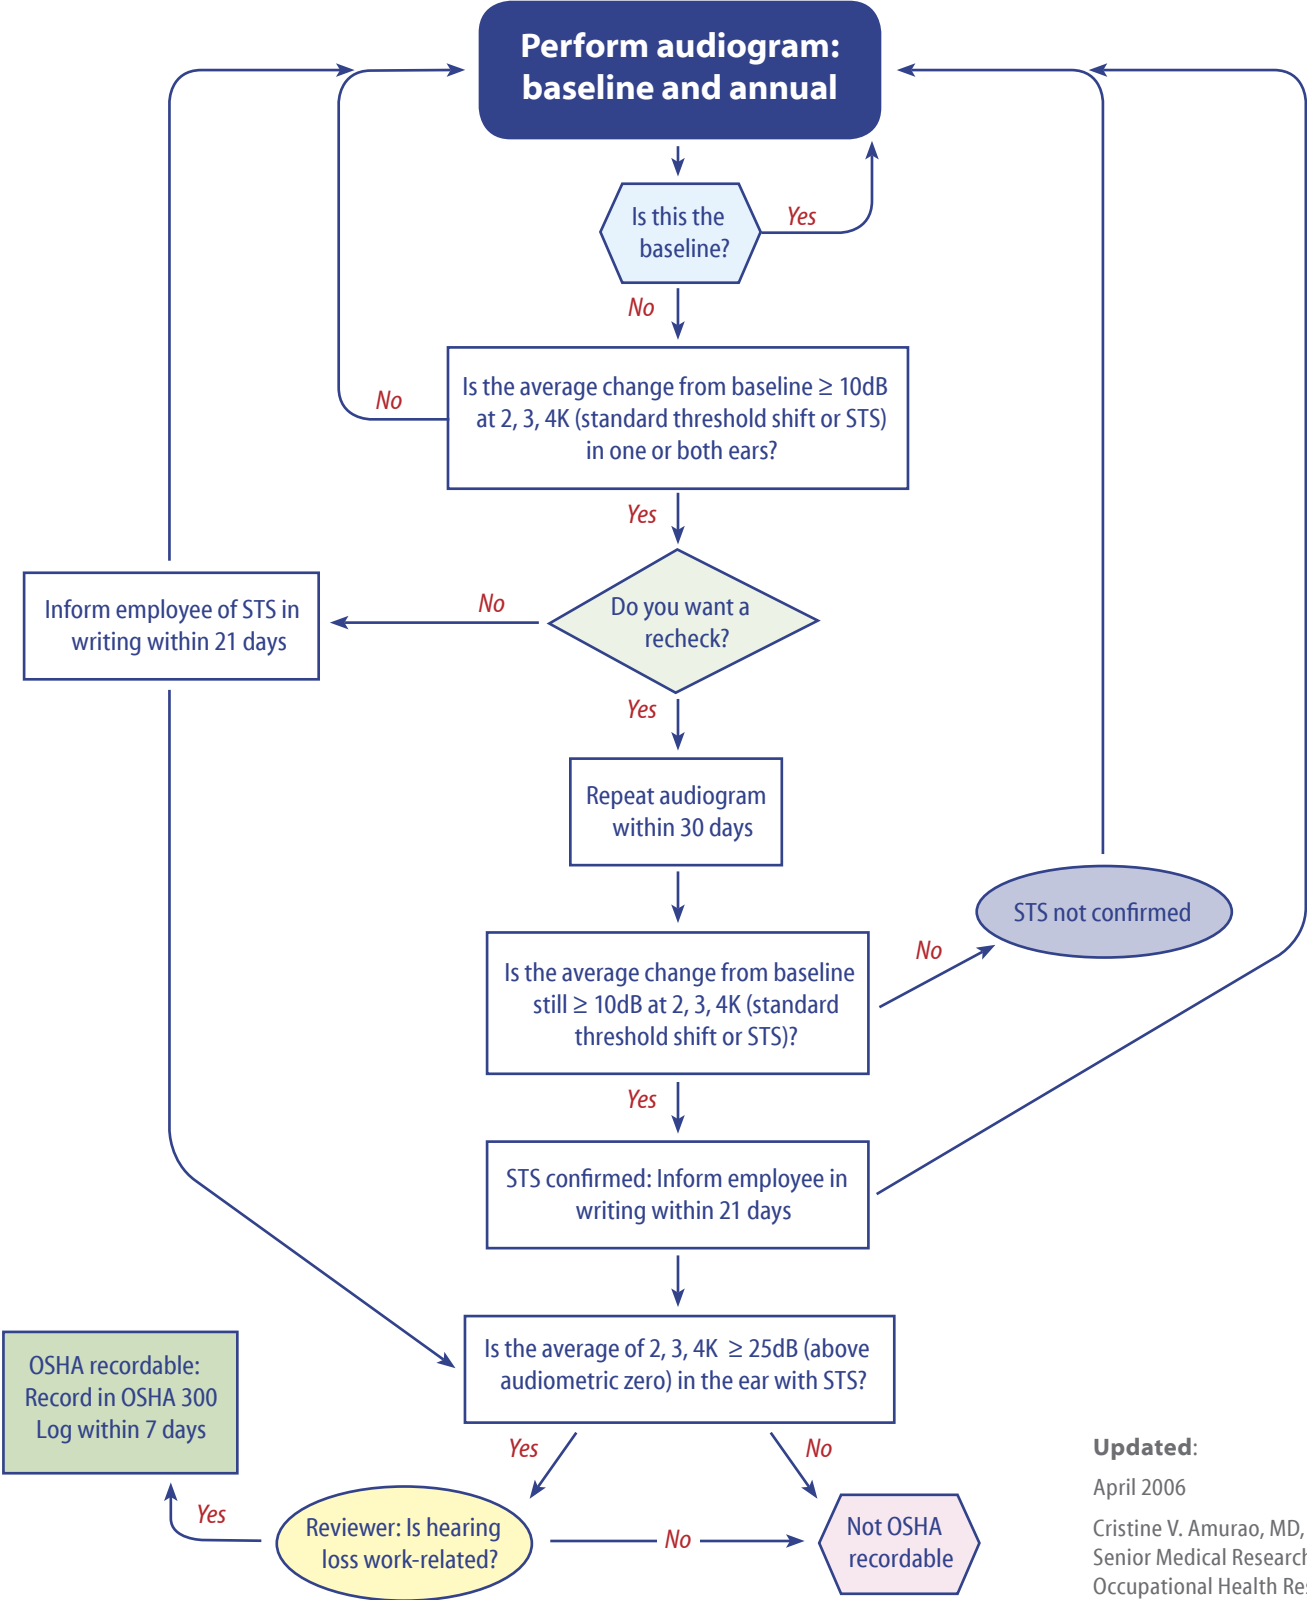 Perform audiogram:
baseline and annual
Is this the
baseline?
Yes
No
Is the average change from baseline ≥ 10dB
at 2, 3, 4K (standard threshold shift or STS)
in one or both ears?
No
Yes
Do you want a
recheck?
No
Inform employee of STS in
writing within 21 days
Yes
Repeat audiogram
within 30 days
Is the average change from baseline
still ≥ 10dB at 2, 3, 4K (standard
threshold shift or STS)?
No
STS not confirmed
Yes
STS confirmed: Inform employee in
writing within 21 days
Is the average of 2, 3, 4K ≥ 25dB (above
audiometric zero) in the ear with STS?
Yes
No
OSHA recordable:
Record in OSHA 300
Log within 7 days
Yes
Reviewer: Is hearing
loss work-related?
No
Not OSHA
recordable
Updated:
April 2006
Cristine V. Amurao, MD,
Senior Medical Research
Occupational Health Res